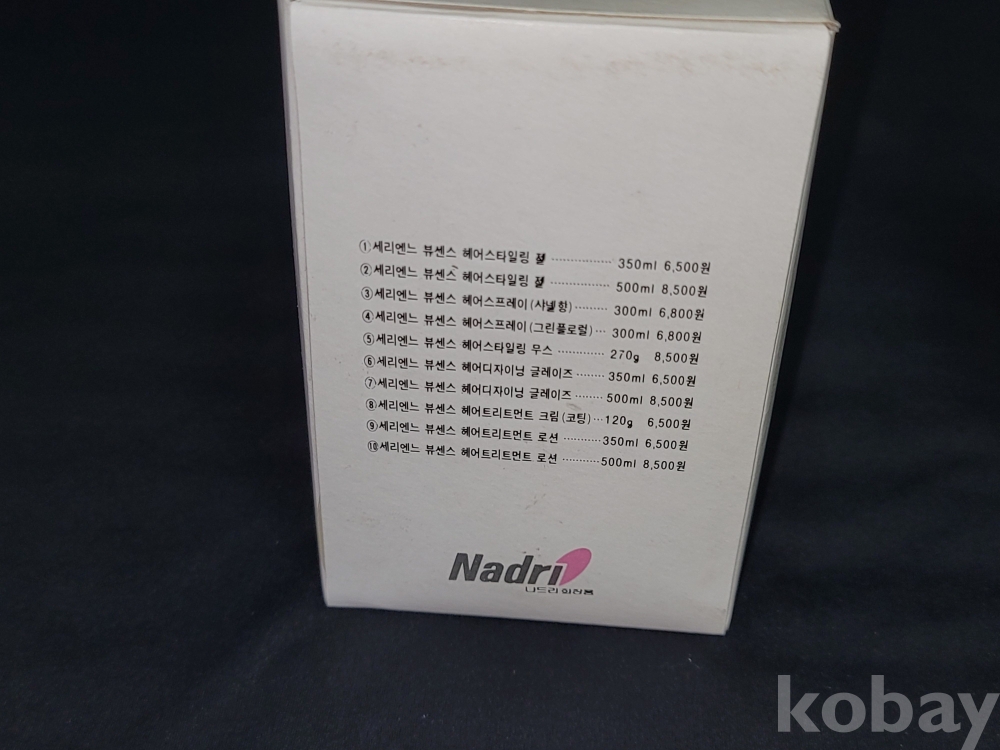 ①세리엔느 뷰센스 헤어스타일링 젤 ················ 350ml 6,500원
②세리엔느 뷰센스 헤어스타일링 젤 ················ 500ml 8,500원
③세리엔느 뷰센스 헤어스프레이(샤넬향)········· 300ml 6,800원
④세리엔느 뷰센스 헤어스프레이(그린플로럴)··· 300ml 6,800원
⑤세리엔느 뷰센스 헤어스타일링 무스 ············· 270g 8,500원
⑥세리엔느 뷰센스 헤어디자이닝 글레이즈 ········ 350ml 6,500원
⑦세리엔느 뷰센스 헤어디자이닝 글레이즈 ········ 500ml 8,500원
⑧세리엔느 뷰센스 헤어트리트먼트 크림(코팅)···120g 6,500원
⑨세리엔느 뷰센스 헤어트리트먼트 로션 ···········350ml 6,500원
⑩세리엔느 뷰센스 헤어트리트먼트 로션 ···········500ml 8,500원
Nadri
나드리화장품
kobay